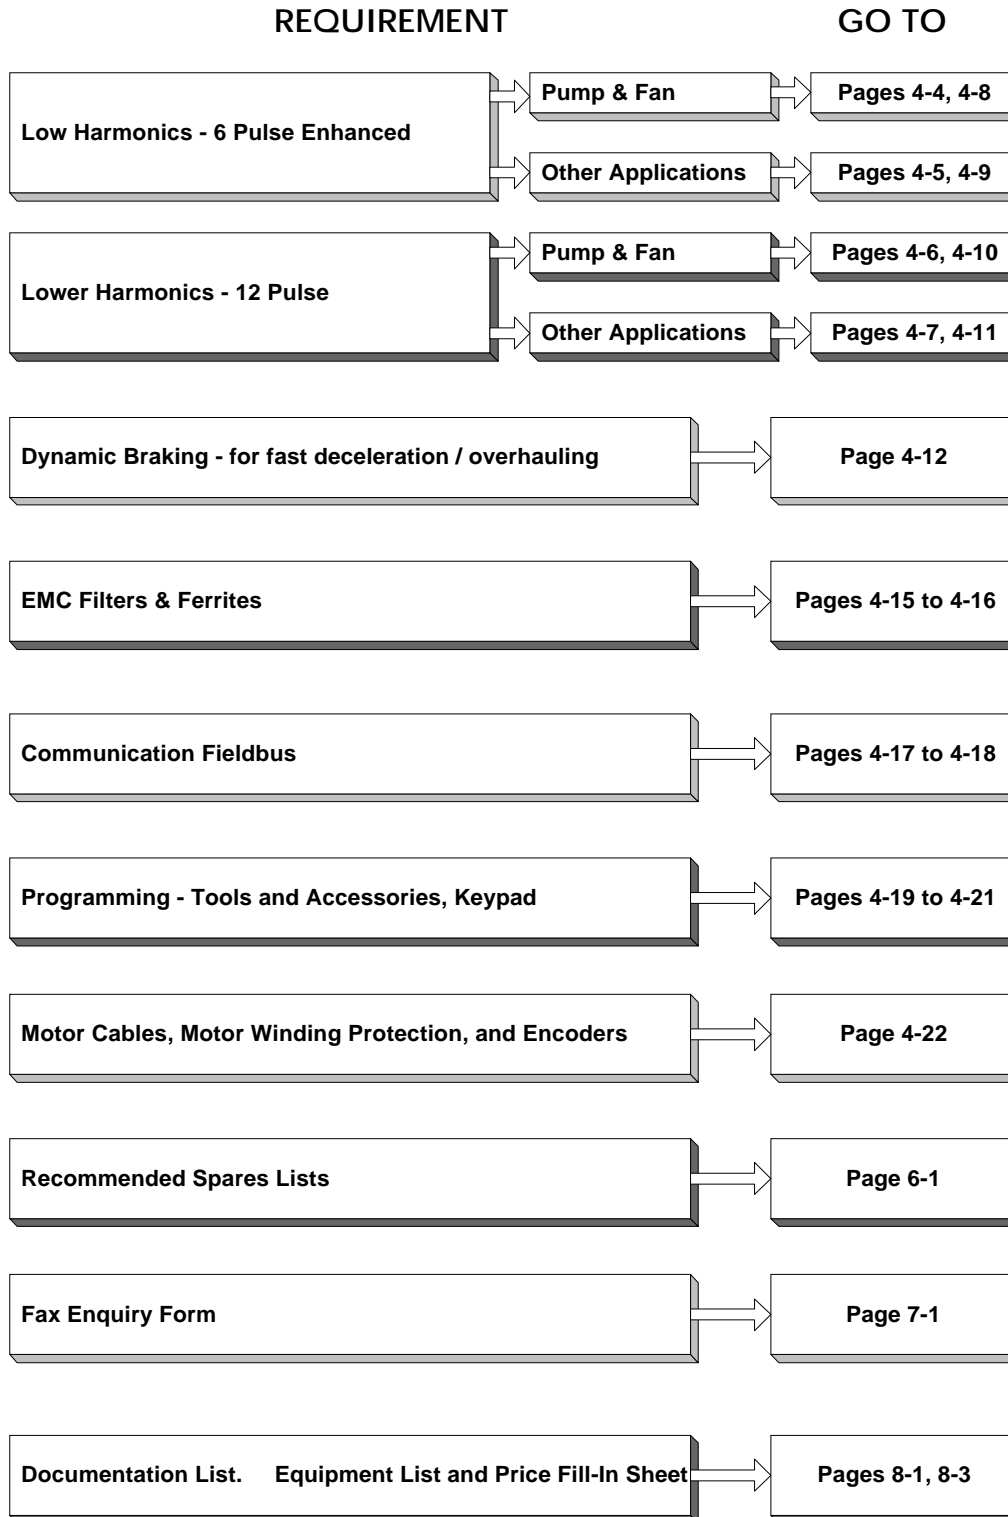 REQUIREMENT GO TO
Low Harmonics - 6 Pulse Enhanced
Pump & Fan
Pages 4-4, 4-8
Other Applications
Pages 4-5, 4-9
Lower Harmonics - 12 Pulse
Pump & Fan
Pages 4-6, 4-10
Other Applications
Pages 4-7, 4-11
Dynamic Braking - for fast deceleration / overhauling
Page 4-12
EMC Filters & Ferrites
Pages 4-15 to 4-16
Communication Fieldbus
Pages 4-17 to 4-18
Programming - Tools and Accessories, Keypad
Pages 4-19 to 4-21
Motor Cables, Motor Winding Protection, and Encoders
Page 4-22
Recommended Spares Lists
Page 6-1
Fax Enquiry Form
Page 7-1
Documentation List. Equipment List and Price Fill-In Sheet
Pages 8-1, 8-3